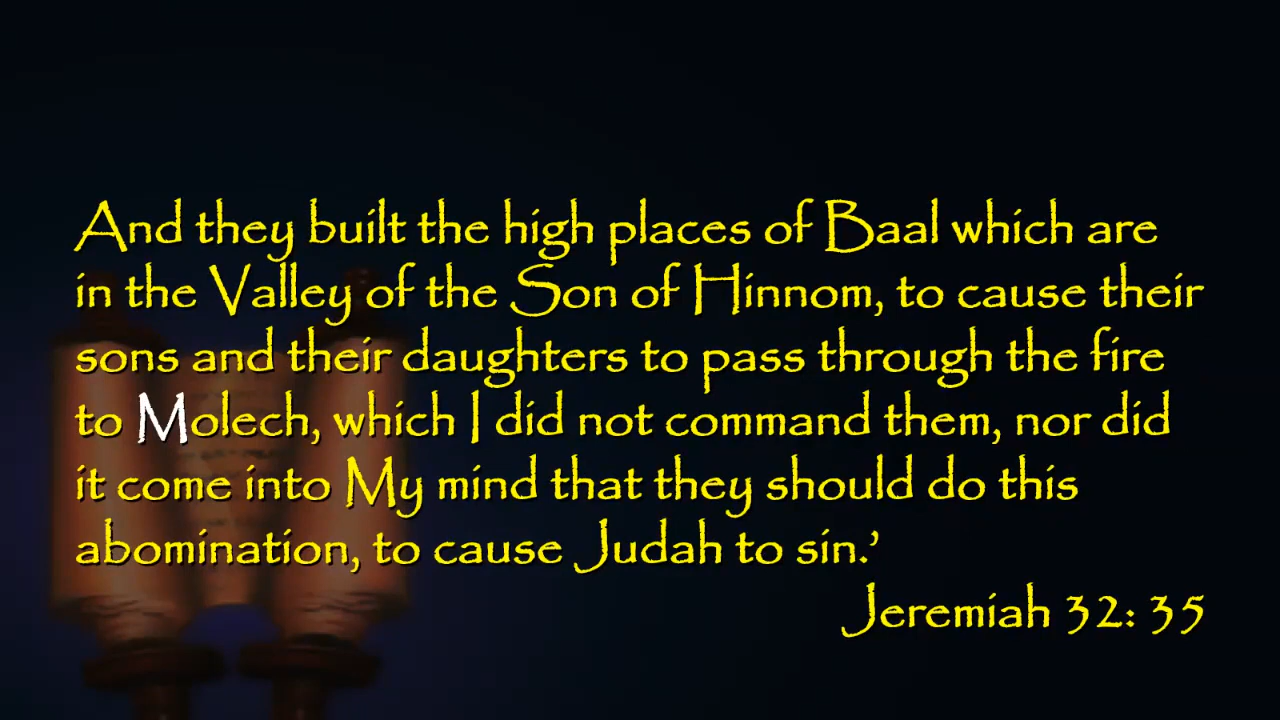 And they built the high places of Baal which are
in the Valley of the Son of Hinnom, to cause their
sons and their daughters to pass through the fire
to Molech, which I did not command them, nor did
it come into My mind that they should do this
abomination, to cause Judah to sin.’
Jeremiah 32: 35